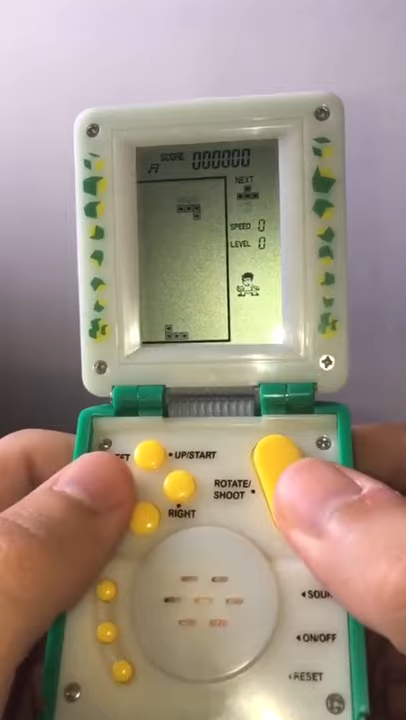 SCORE 000000
NEXT
SPEED 0
LEVEL 0
UP/START
ROTATE/
SHOOT
RIGHT
ON/OFF
RESET